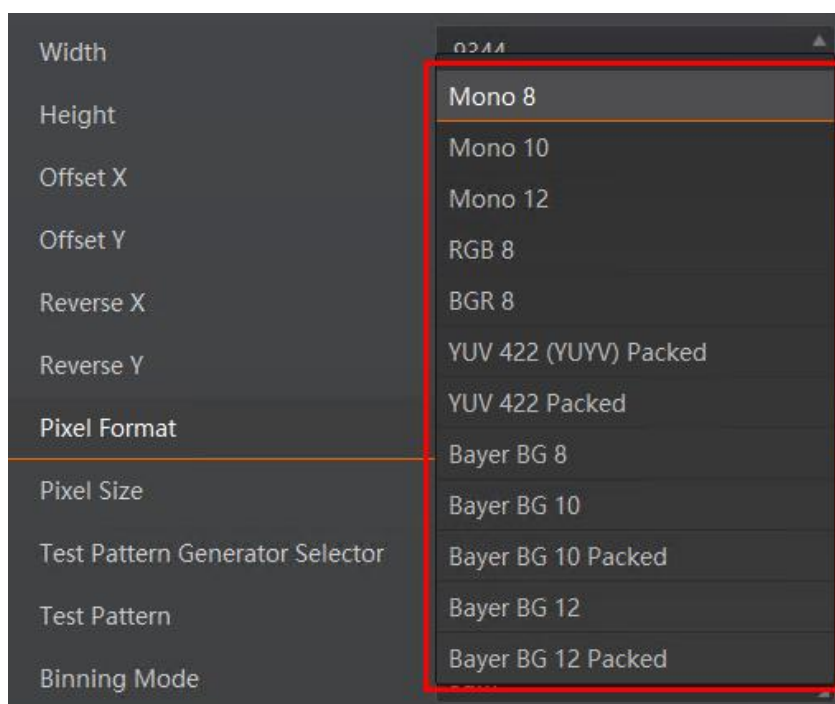 Width
Height
Offset X
Offset Y
Reverse X
Reverse Y
Pixel Format
Pixel Size
Test Pattern Generator Selector
Test Pattern
Binning Mode
9344
Mono 8
Mono 10
Mono 12
RGB 8
BGR 8
YUV 422 (YUYV) Packed
YUV 422 Packed
Bayer BG 8
Bayer BG 10
Bayer BG 10 Packed
Bayer BG 12
Bayer BG 12 Packed